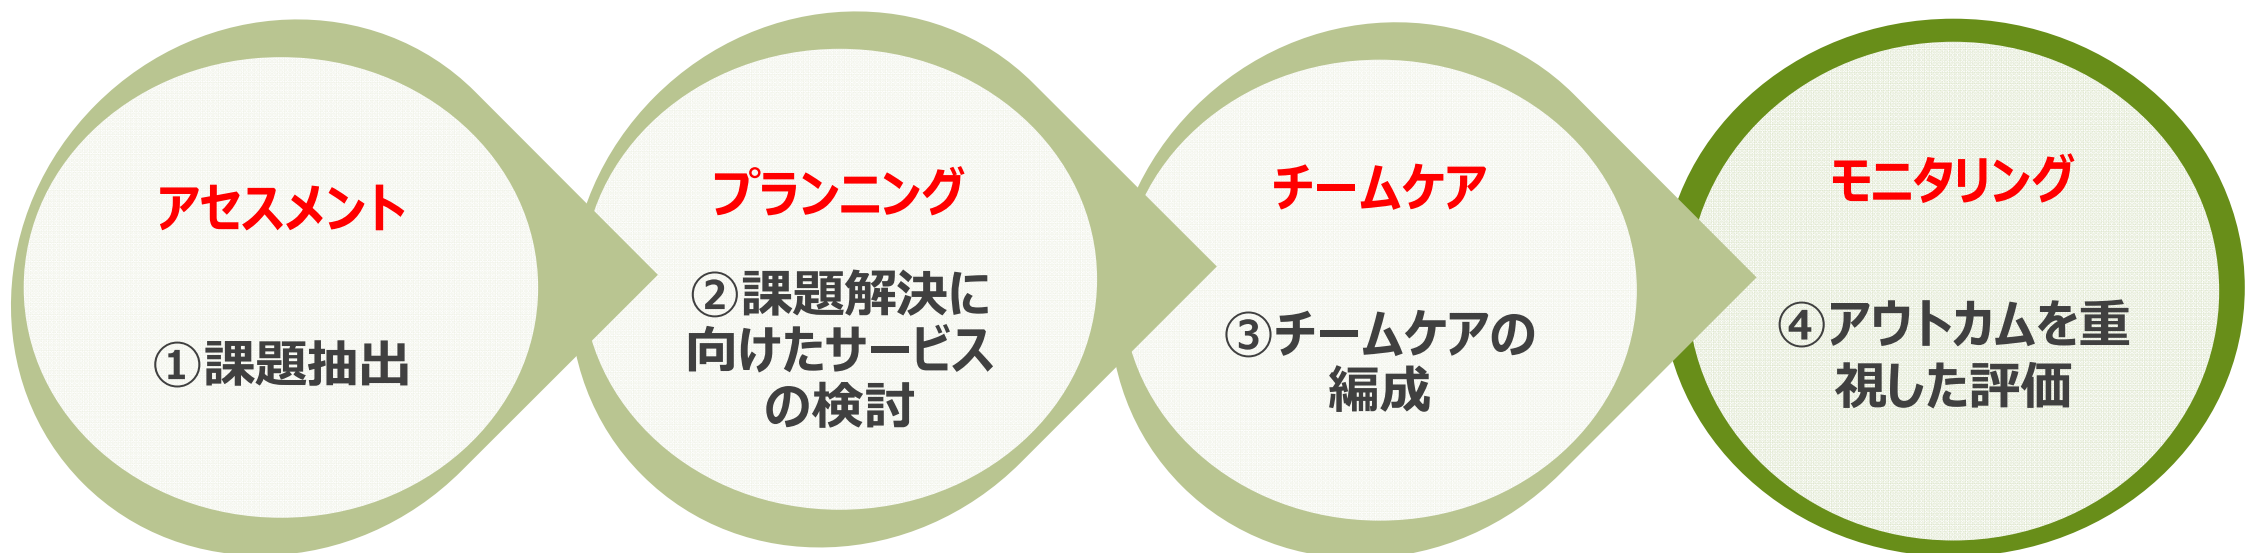 アセスメント
①課題抽出
プランニング
②課題解決に
向けたサービス
の検討
チームケア
③チームケアの
編成
モニタリング
④アウトカムを重
視した評価